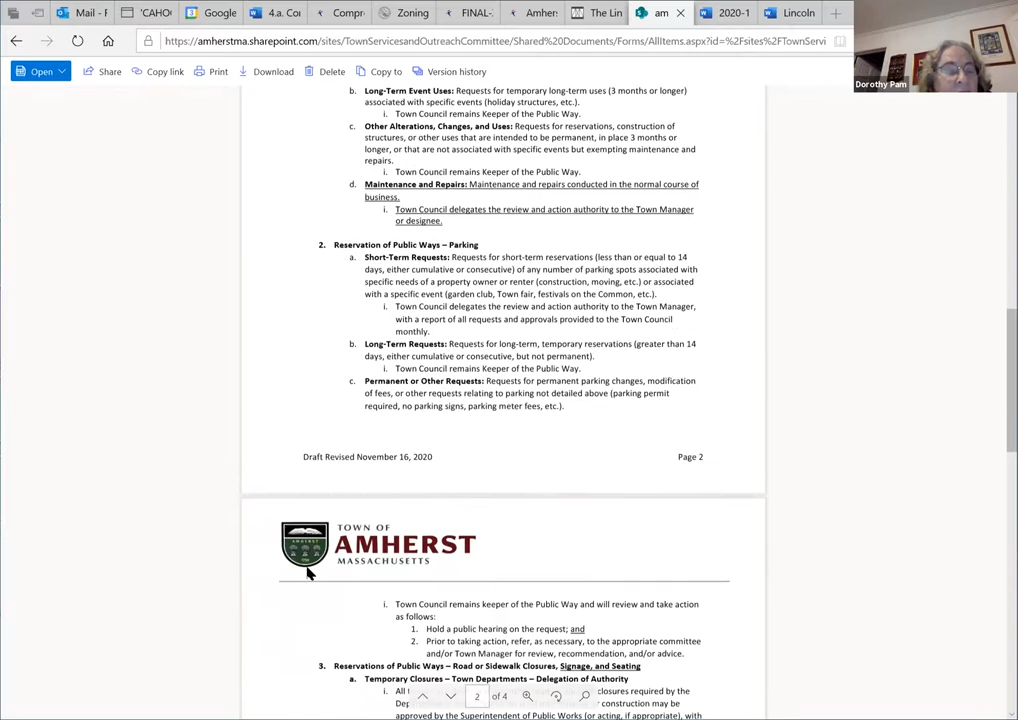 Mail - F
'CAHO
Google
4.a. Cor
Compre
Zoning
FINAL-
Amhers
The Lin
am
2020-1
Lincoln
https://amherstma.sharepoint.com/sites/TownServicesandOutreachCommittee/Shared%20Documents/Forms/AllItems.aspx?id=%2Fsites%2FTownServi
Open
Share
Copy link
Print
Download
Delete
Copy to
Version history
Dorothy Pam
b. Long-Term Event Uses: Requests for temporary long-term uses (3 months or longer)
associated with specific events (holiday structures, etc.).
i. Town Council remains Keeper of the Public Way.
c. Other Alterations, Changes, and Uses: Requests for reservations, construction of
structures, or other uses that are intended to be permanent, in place 3 months or
longer, or that are not associated with specific events but exempting maintenance and
repairs.
i. Town Council remains Keeper of the Public Way.
d. Maintenance and Repairs: Maintenance and repairs conducted in the normal course of
business.
i. Town Council delegates the review and action authority to the Town Manager
or designee.
2. Reservation of Public Ways – Parking
a. Short-Term Requests: Requests for short-term reservations (less than or equal to 14
days, either cumulative or consecutive) of any number of parking spots associated with
specific needs of a property owner or renter (construction, moving, etc.) or associated
with a specific event (garden club, Town fair, festivals on the Common, etc.).
i. Town Council delegates the review and action authority to the Town Manager,
with a report of all requests and approvals provided to the Town Council
monthly.
b. Long-Term Requests: Requests for long-term, temporary reservations (greater than 14
days, either cumulative or consecutive, but not permanent).
i. Town Council remains Keeper of the Public Way.
c. Permanent or Other Requests: Requests for permanent parking changes, modification
of fees, or other requests relating to parking not detailed above (parking permit
required, no parking signs, parking meter fees, etc.).
Draft Revised November 16, 2020 Page 2
TOWN OF
AMHERST
MASSACHUSETTS
i. Town Council remains keeper of the Public Way and will review and take action
as follows:
1. Hold a public hearing on the request; and
2. Prior to taking action, refer, as necessary, to the appropriate committee
and/or Town Manager for review, recommendation, and/or advice.
3. Reservations of Public Ways – Road or Sidewalk Closures, Signage, and Seating
a. Temporary Closures – Town Departments – Delegation of Authority
i. All closures required by the
2 of 4
construction may be
approved by the Superintendent of Public Works (or acting, if appropriate), with